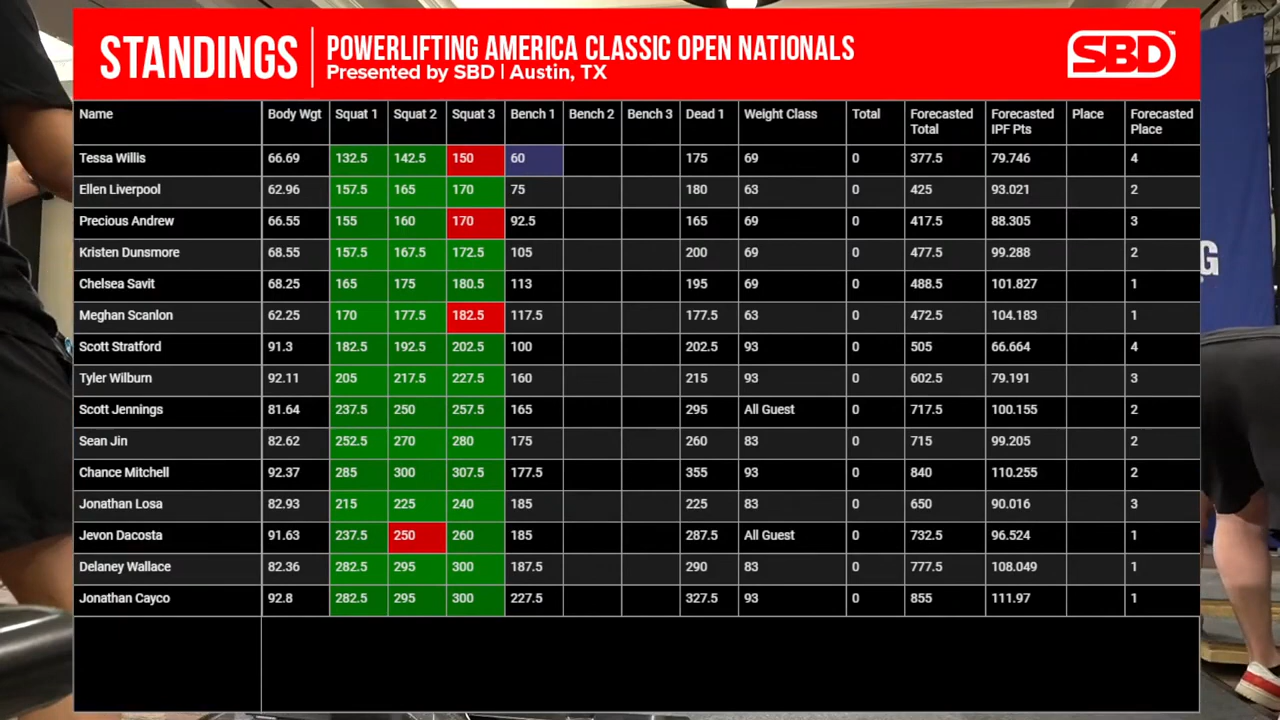 STANDINGS
POWERLIFTING AMERICA CLASSIC OPEN NATIONALS
Presented by SBD | Austin, TX
SBD™
Name Body Wgt Squat 1 Squat 2 Squat 3 Bench 1 Bench 2 Bench 3 Dead 1 Weight Class Total Forecasted Total Forecasted IPF Pts Place Forecasted Place
Tessa Willis 66.69 132.5 142.5 150 60 175 69 0 377.5 79.746 4
Ellen Liverpool 62.96 157.5 165 170 75 180 63 0 425 93.021 2
Precious Andrew 66.55 155 160 170 92.5 165 69 0 417.5 88.305 3
Kristen Dunsmore 68.55 157.5 167.5 172.5 105 200 69 0 477.5 99.288 2
Chelsea Savit 68.25 165 175 180.5 113 195 69 0 488.5 101.827 1
Meghan Scanlon 62.25 170 177.5 182.5 117.5 177.5 63 0 472.5 104.183 1
Scott Stratford 91.3 182.5 192.5 202.5 100 202.5 93 0 505 66.664 4
Tyler Wilburn 92.11 205 217.5 227.5 160 215 93 0 602.5 79.191 3
Scott Jennings 81.64 237.5 250 257.5 165 295 All Guest 0 717.5 100.155 2
Sean Jin 82.62 252.5 270 280 175 260 83 0 715 99.205 2
Chance Mitchell 92.37 285 300 307.5 177.5 355 93 0 840 110.255 2
Jonathan Losa 82.93 215 225 240 185 225 83 0 650 90.016 3
Jevon Dacosta 91.63 237.5 250 260 185 287.5 All Guest 0 732.5 96.524 1
Delaney Wallace 82.36 282.5 295 300 187.5 290 83 0 777.5 108.049 1
Jonathan Cayco 92.8 282.5 295 300 227.5 327.5 93 0 855 111.97 1